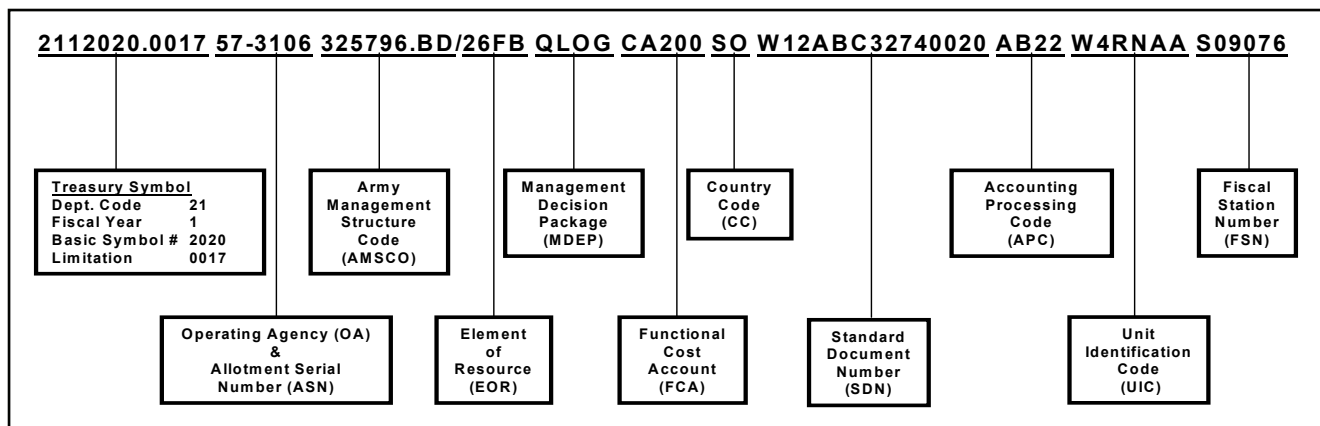 2112020.0017 57-3106 325796.BD/26FB QLOG CA200 SO W12ABC32740020 AB22 W4RNAA S09076
Treasury Symbol
Dept. Code 21
Fiscal Year 1
Basic Symbol # 2020
Limitation 0017
Army
Management
Structure
Code
(AMSCO)
Management
Decision
Package
(MDEP)
Country
Code
(CC)
Accounting
Processing
Code
(APC)
Fiscal
Station
Number
(FSN)
Operating Agency (OA)
&
Allotment Serial
Number (ASN)
Element
of
Resource
(EOR)
Functional
Cost
Account
(FCA)
Standard
Document
Number
(SDN)
Unit
Identification
Code
(UIC)